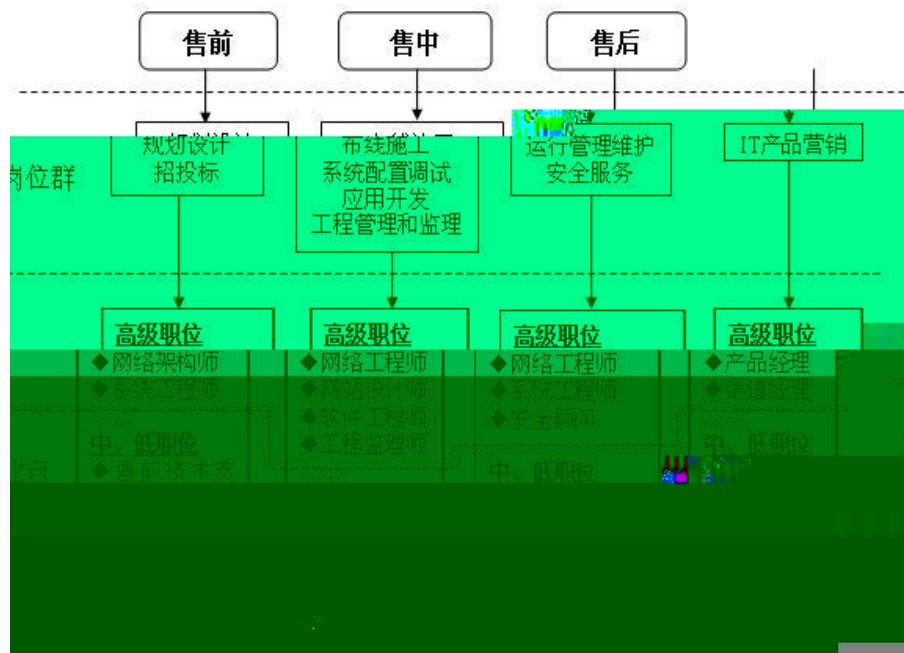 售前
售中
售后
规划设计
招投标
布线施工
系统配置调试
应用开发
工程管理和监理
运行管理维护
安全服务
IT产品营销
岗位群
高级职位
◆网络架构师
◆系统工程师
中、低职位
◆售前技术支
高级职位
◆网络工程师
◆网站设计师
◆软件工程师
◆工程监理师
高级职位
◆网络工程师
◆系统工程师
◆安全顾问
中、低职位
高级职位
◆产品经理
◆渠道经理
中、低职位